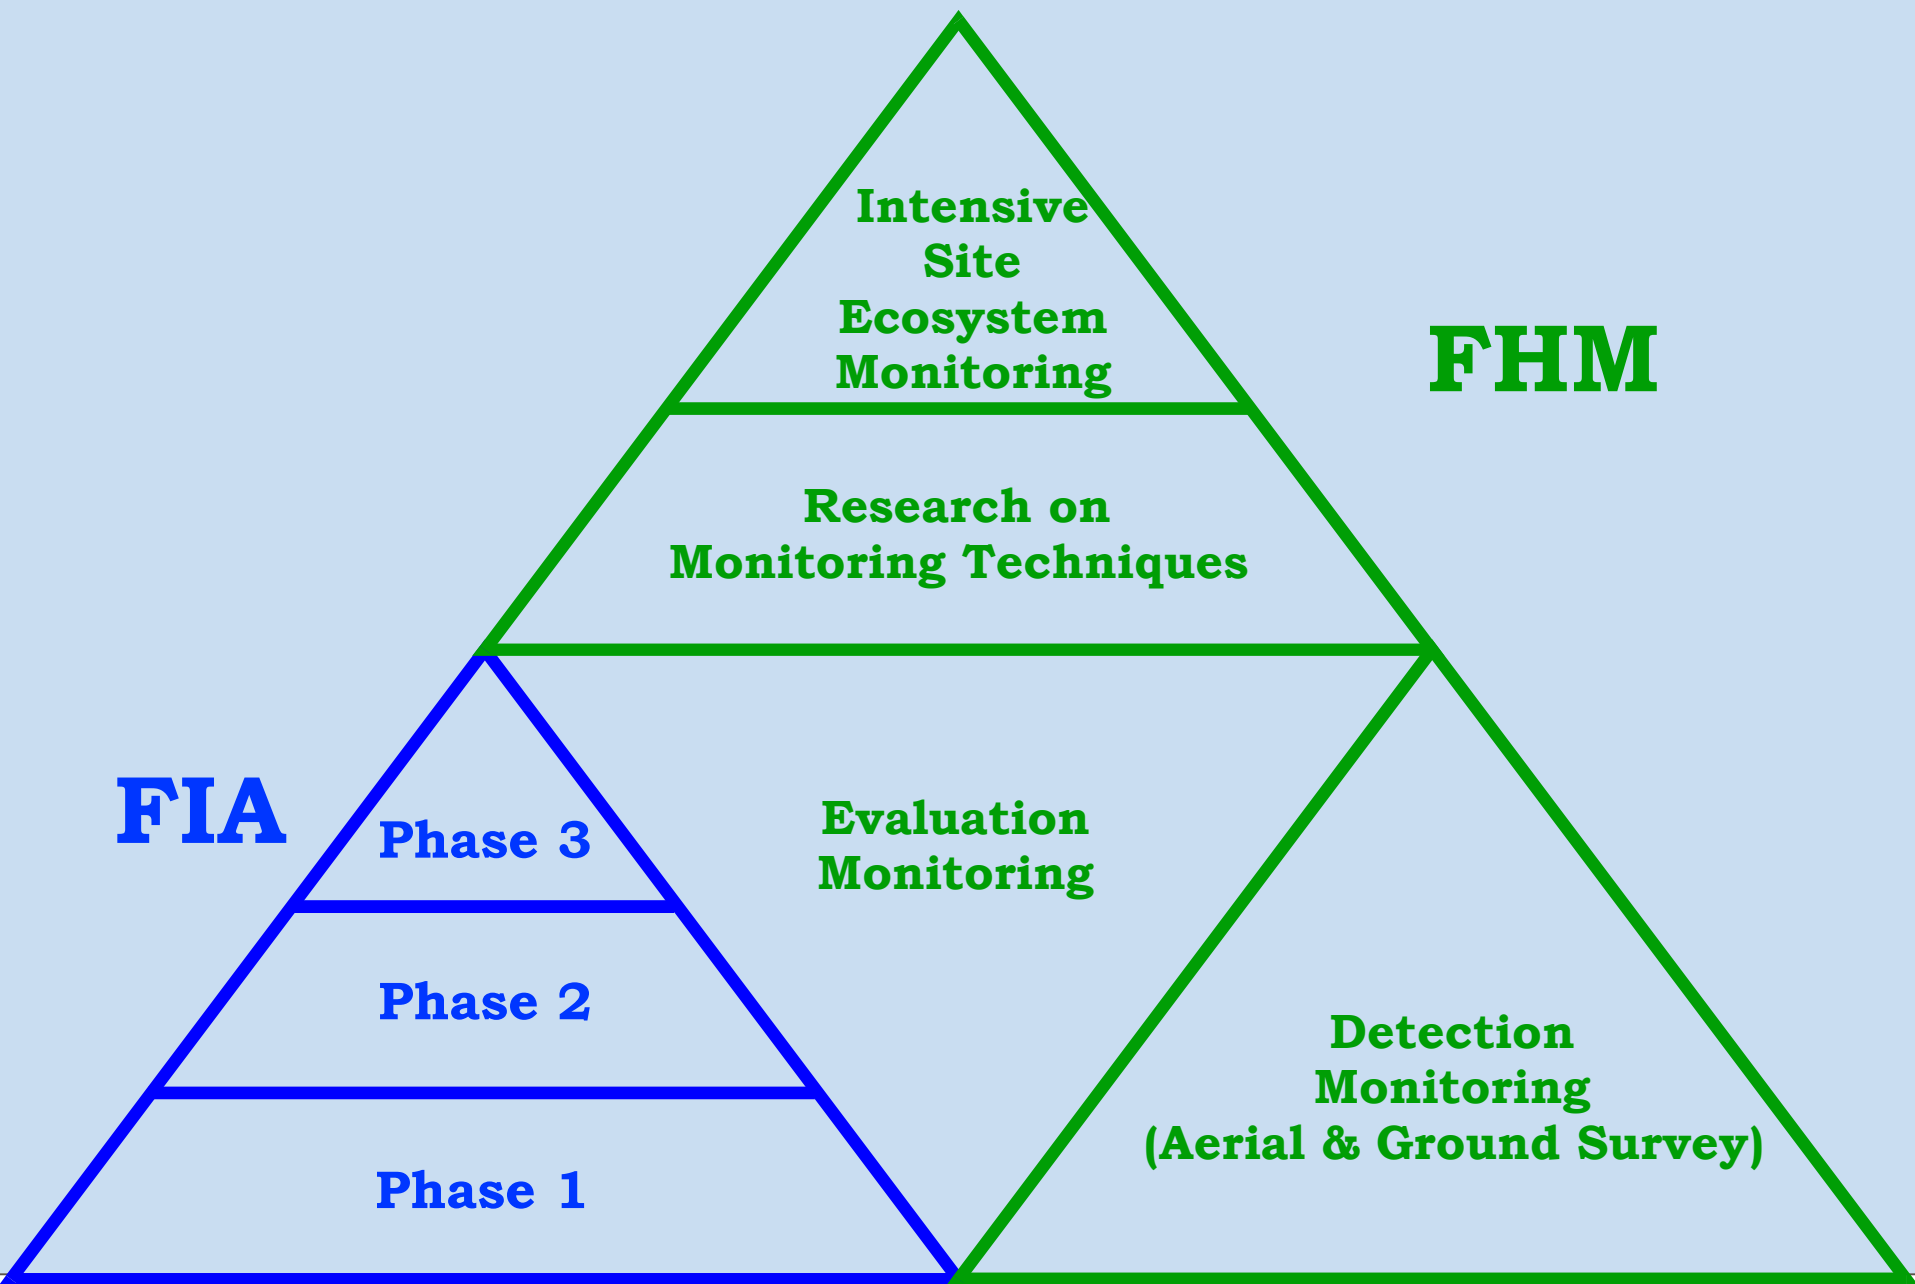 Intensive
Site
Ecosystem
Monitoring
FHM
Research on
Monitoring Techniques
FIA
Phase 3
Evaluation
Monitoring
Phase 2
Detection
Monitoring
(Aerial & Ground Survey)
Phase 1